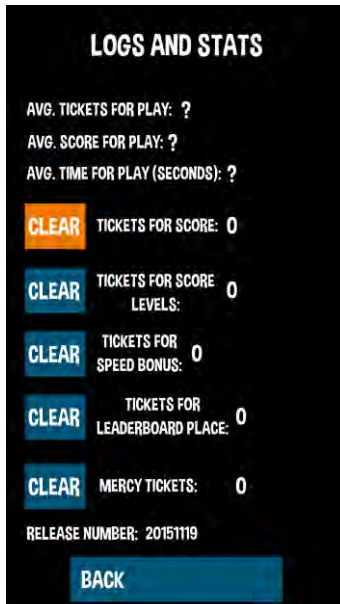 LOGS AND STATS
AVG. TICKETS FOR PLAY: ?
AVG. SCORE FOR PLAY: ?
AVG. TIME FOR PLAY (SECONDS): ?
CLEAR TICKETS FOR SCORE: 0
CLEAR TICKETS FOR SCORE LEVELS: 0
CLEAR TICKETS FOR SPEED BONUS: 0
CLEAR TICKETS FOR LEADERBOARD PLACE: 0
CLEAR MERCY TICKETS: 0
RELEASE NUMBER: 20151119
BACK